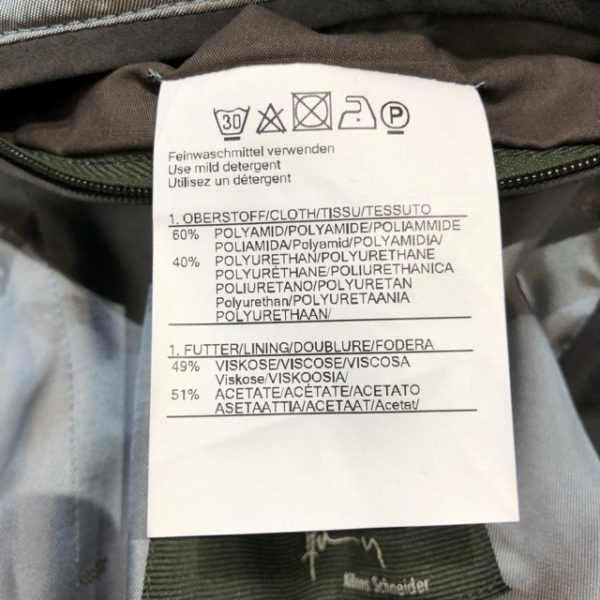 30 P
Feinwaschmittel verwenden
Use mild detergent
Utilisez un détergent
1. OBERSTOFF/CLOTH/TISSU/TESSUTO
60% POLYAMID/POLYAMIDE/POLIAMMIDE
POLIAMIDA/Polyamid/POLYAMIDIA/
40% POLYURETHAN/POLYURETHANE
POLYURÉTHANE/POLIURETHANICA
POLIURETANO/POLYURETAN
Polyurethan/POLYURETAANIA
POLYURETHAAN/
1. FUTTER/LINING/DOUBLURE/FODERA
49% VISKOSE/VISCOSE/VISCOSA
Viskose/VISKOOSIA/
51% ACETATE/ACÉTATE/ACETATO
ASETAATTIA/ACETAAT/Acetat/
Schneider